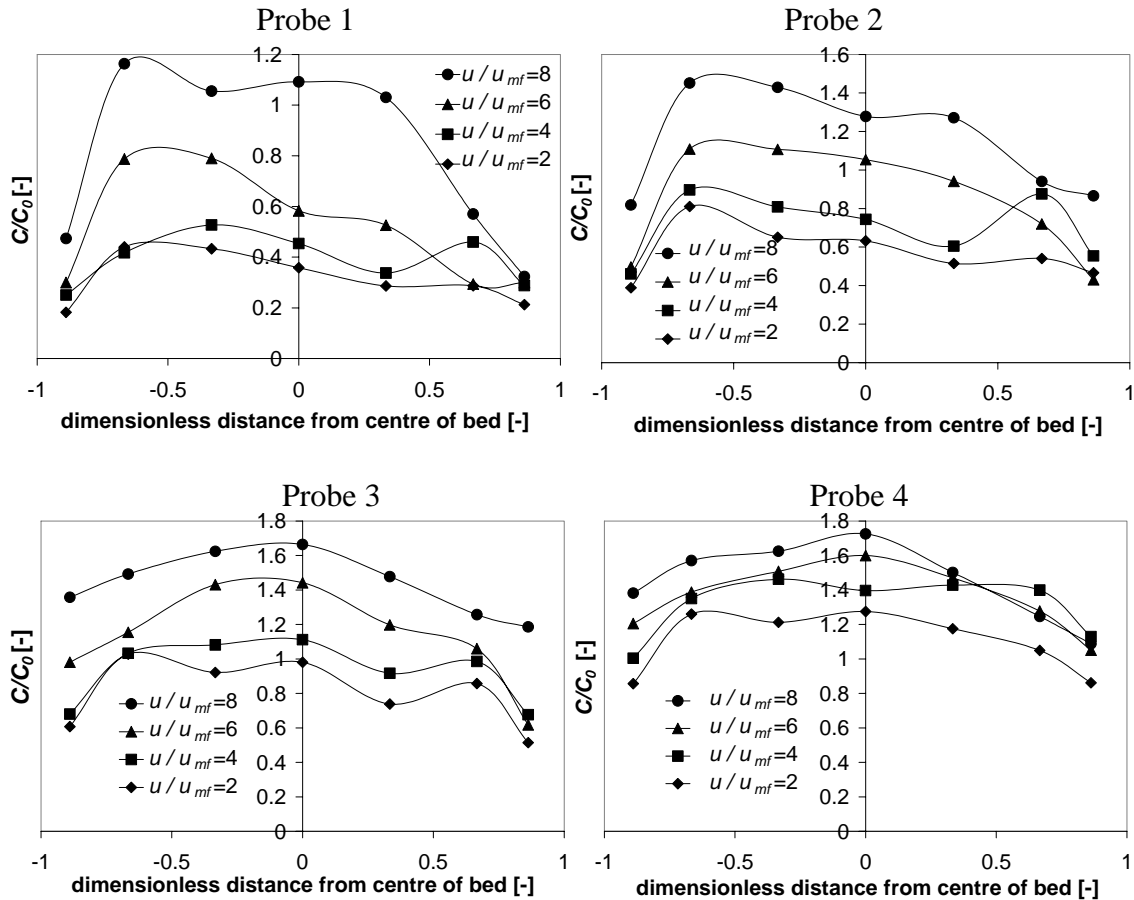 Probe 1
1.2
1
0.8
0.6
0.4
0.2
0
-1 -0.5 0 0.5 1
C/C0 [-]
dimensionless distance from centre of bed [-]
u / umf=8
u / umf=6
u / umf=4
u / umf=2
Probe 2
1.6
1.4
1.2
1
0.8
0.6
0.4
0.2
0
-1 -0.5 0 0.5 1
C/C0 [-]
dimensionless distance from centre of bed [-]
u / umf=8
u / umf=6
u / umf=4
u / umf=2
Probe 3
1.8
1.6
1.4
1.2
1
0.8
0.6
0.4
0.2
0
-1 -0.5 0 0.5 1
C/C0 [-]
dimensionless distance from centre of bed [-]
u / umf=8
u / umf=6
u / umf=4
u / umf=2
Probe 4
1.8
1.6
1.4
1.2
1
0.8
0.6
0.4
0.2
0
-1 -0.5 0 0.5 1
C/C0 [-]
dimensionless distance from centre of bed [-]
u / umf=8
u / umf=6
u / umf=4
u / umf=2